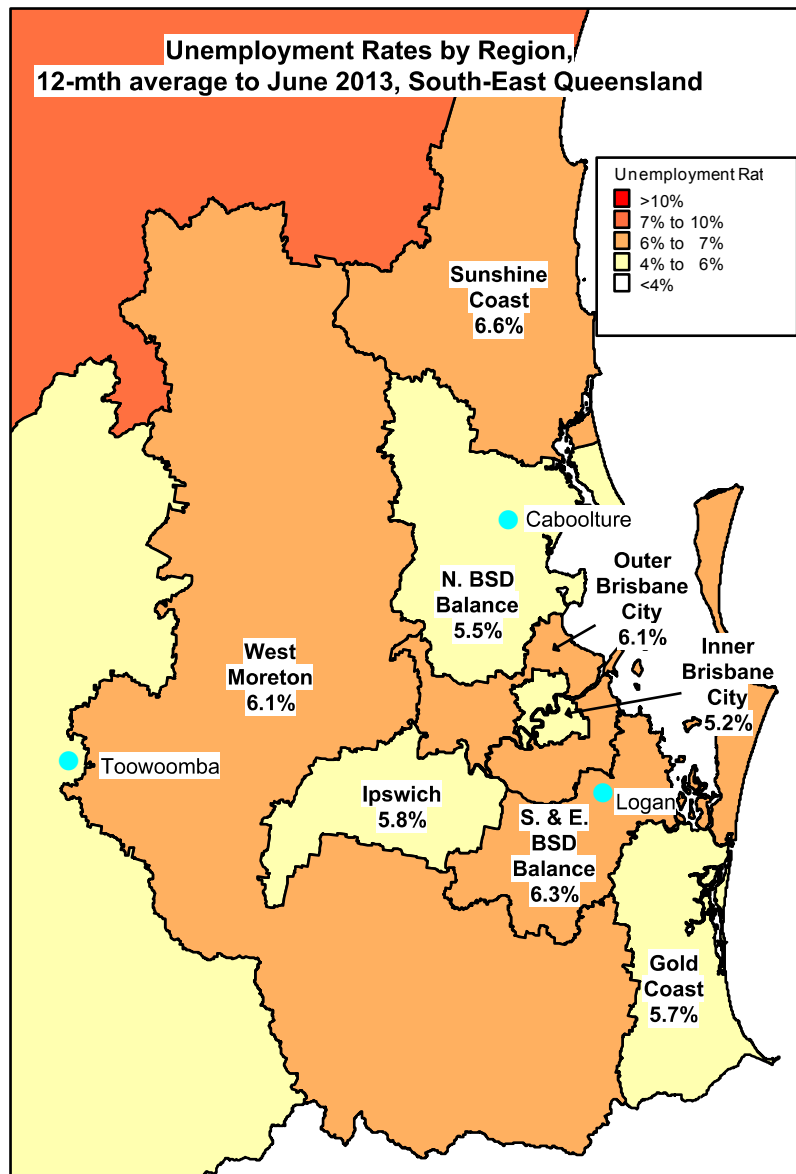 Unemployment Rates by Region,
12-mth average to June 2013, South-East Queensland
Unemployment Rat
>10%
7% to 10%
6% to 7%
4% to 6%
<4%
Sunshine
Coast
6.6%
Caboolture
N. BSD
Balance
5.5%
Outer
Brisbane
City
6.1%
Inner
Brisbane
City
5.2%
West
Moreton
6.1%
Toowoomba
Ipswich
5.8%
Logan
S. & E.
BSD
Balance
6.3%
Gold
Coast
5.7%